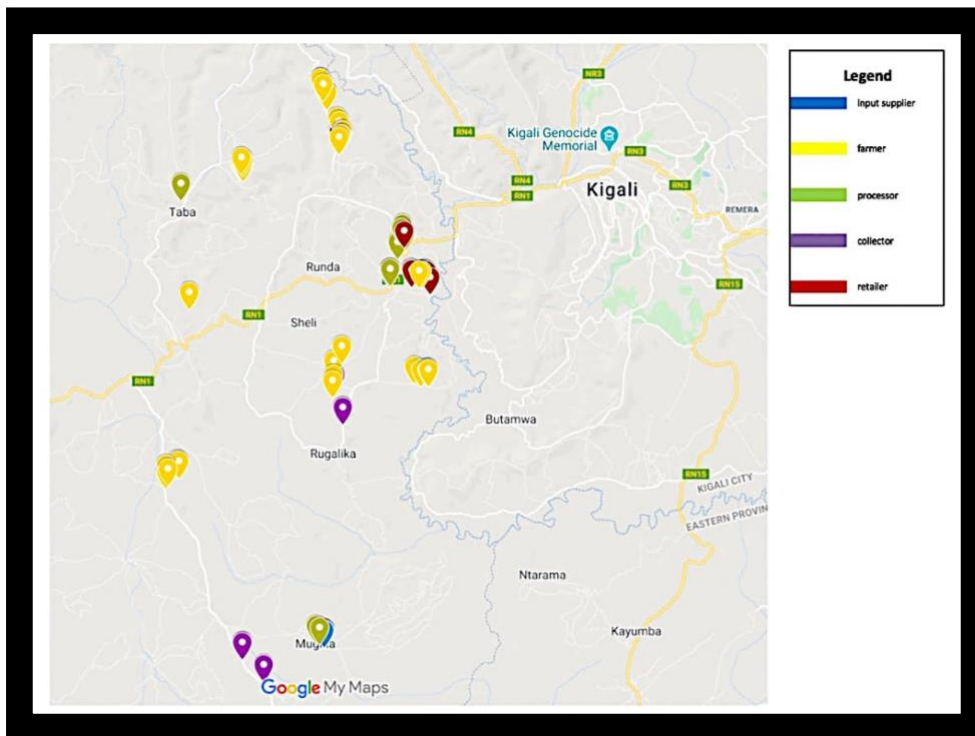 NR3
RN4
Kigali Genocide
Memorial
RN3
RN4
RN1
Kigali
RN3
REMERA
Taba
Runda
RN15
RN1
Sheli
RN1
Butamwa
Rugalika
RN15
KIGALI CITY
EASTERN PROVIN
Ntarama
Kayumba
Google My Maps
Legend
Input supplier
farmer
processor
collector
retailer